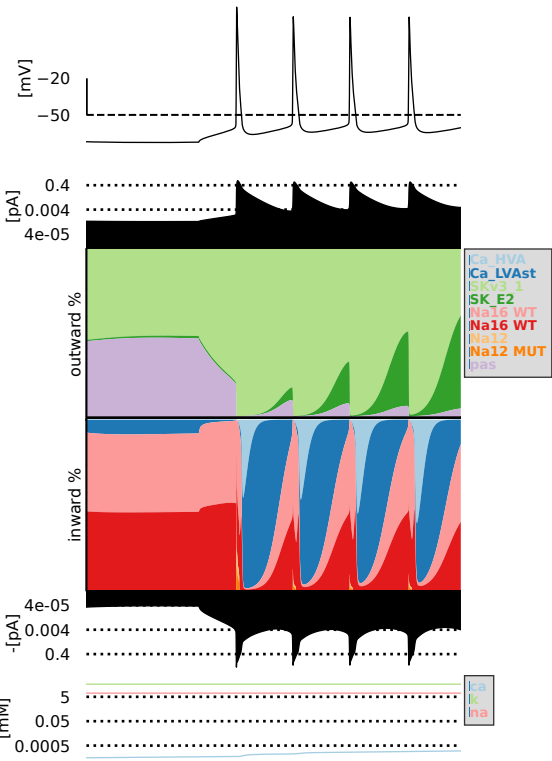 [mV]
−20
−50
[pA]
0.4
0.004
4e-05
outward %
Ca_HVA
Ca_LVAst
SKv3_1
SK_E2
Na16 WT
Na16 WT
Na12
Na12 MUT
pas
inward %
4e-05
0.004
0.4
-[pA]
ca
k
na
[mM]
5
0.05
0.0005